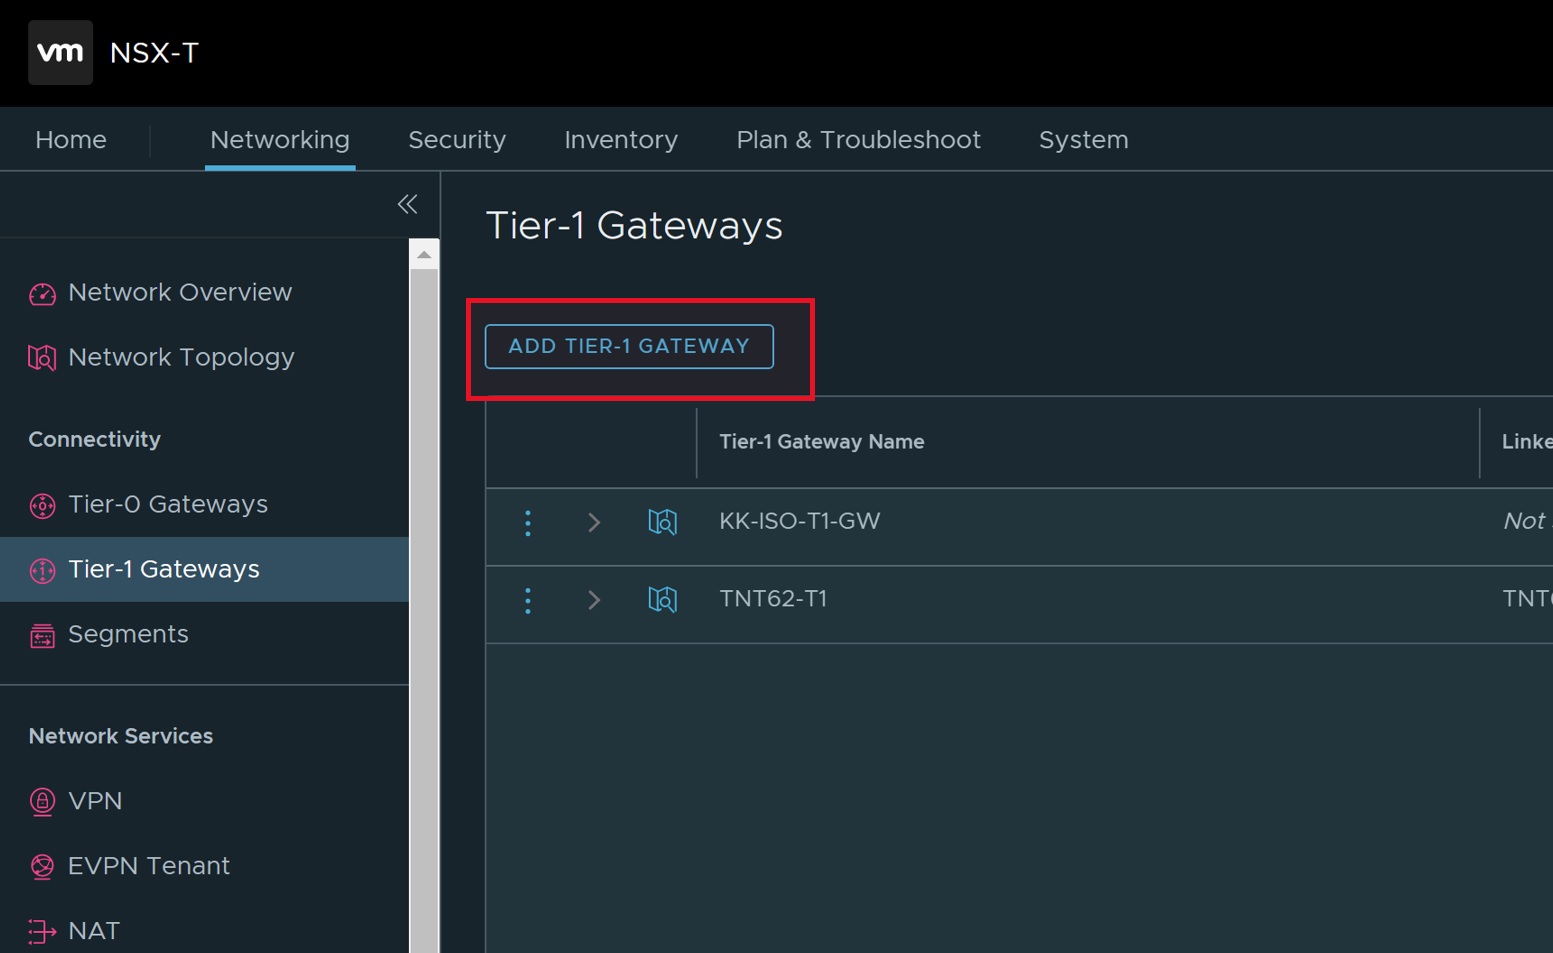 vm NSX-T
Home Networking Security Inventory Plan & Troubleshoot System
Tier-1 Gateways
Network Overview
Network Topology
ADD TIER-1 GATEWAY
Connectivity
Tier-0 Gateways
Tier-1 Gateways
Segments
Network Services
VPN
EVPN Tenant
NAT
Tier-1 Gateway Name Linke
KK-ISO-T1-GW Not
TNT62-T1 TNT